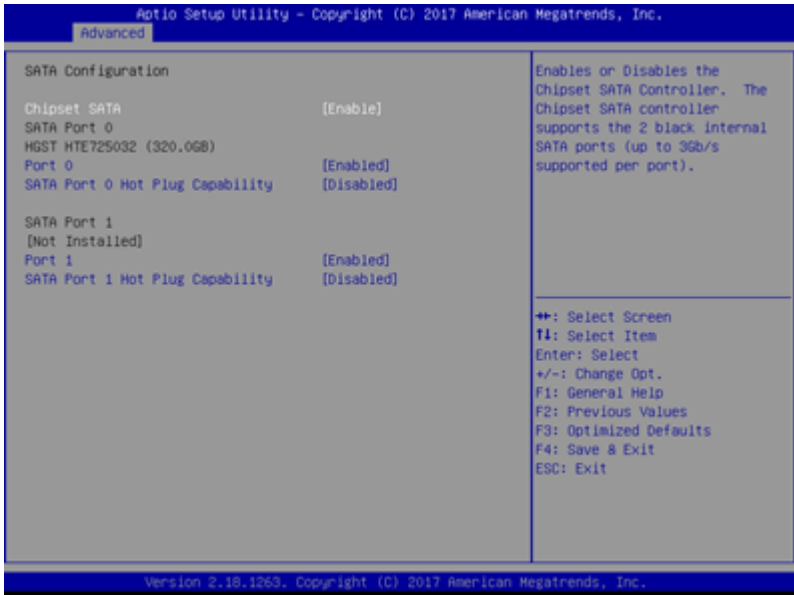 Aptio Setup Utility – Copyright (C) 2017 American Megatrends, Inc.
Advanced
SATA Configuration
Chipset SATA [Enable]
SATA Port 0
HGST HTE725032 (320.0GB)
Port 0 [Enabled]
SATA Port 0 Hot Plug Capability [Disabled]
SATA Port 1
[Not Installed]
Port 1 [Enabled]
SATA Port 1 Hot Plug Capability [Disabled]
Enables or Disables the
Chipset SATA Controller. The
Chipset SATA controller
supports the 2 black internal
SATA ports (up to 3Gb/s
supported per port).
→←: Select Screen
↑↓: Select Item
Enter: Select
+/-: Change Opt.
F1: General Help
F2: Previous Values
F3: Optimized Defaults
F4: Save & Exit
ESC: Exit
Version 2.18.1263. Copyright (C) 2017 American Megatrends, Inc.